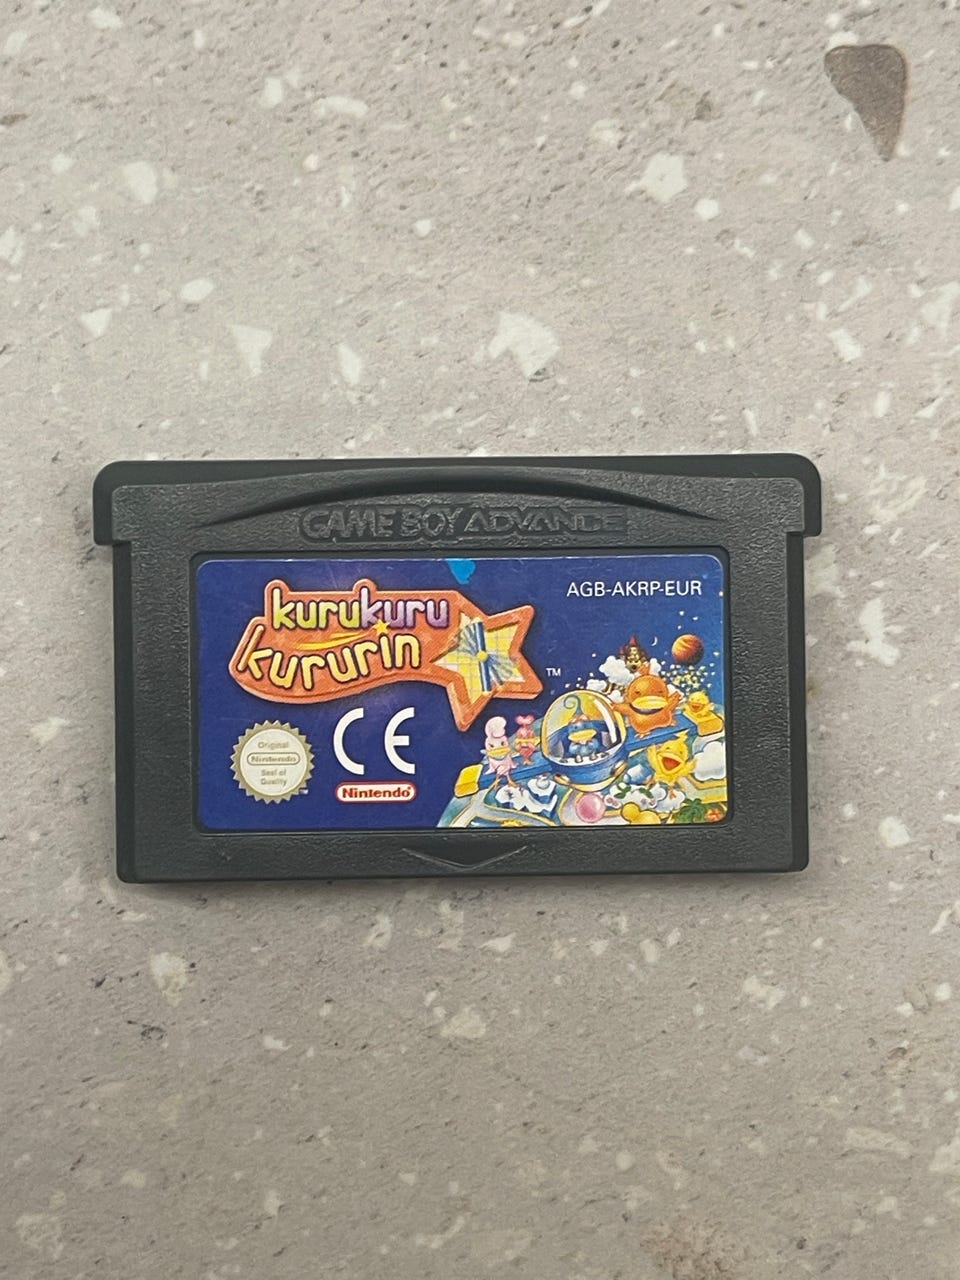 GAME BOY ADVANCE
AGB-AKRP-EUR
kurukuru
kururin
TM
CE
Original
Nintendo
Seal of
Quality
Nintendo®